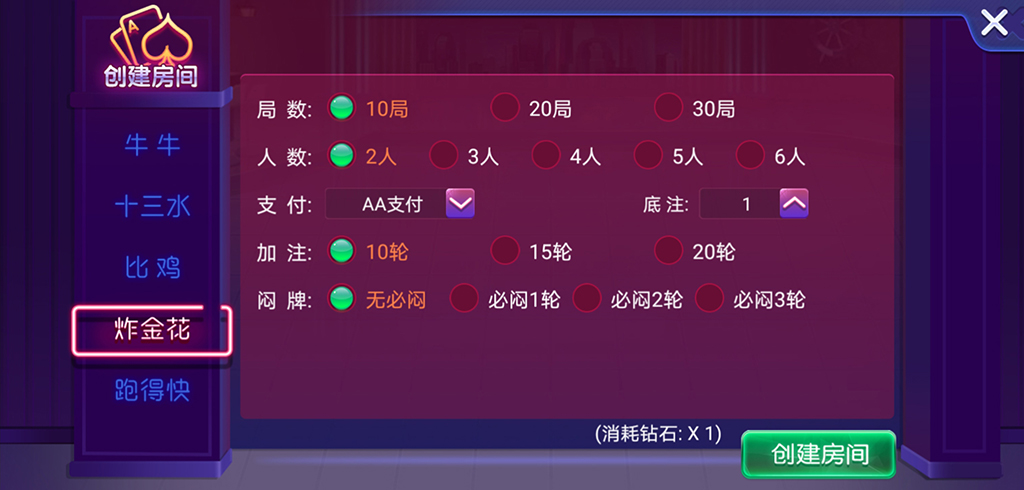 A
创建房间
牛牛
十三水
比鸡
炸金花
跑得快
局数: 10局 20局 30局
人数: 2人 3人 4人 5人 6人
支付: AA支付 底注: 1
加注: 10轮 15轮 20轮
闷牌: 无必闷 必闷1轮 必闷2轮 必闷3轮
(消耗钻石: X 1)
创建房间